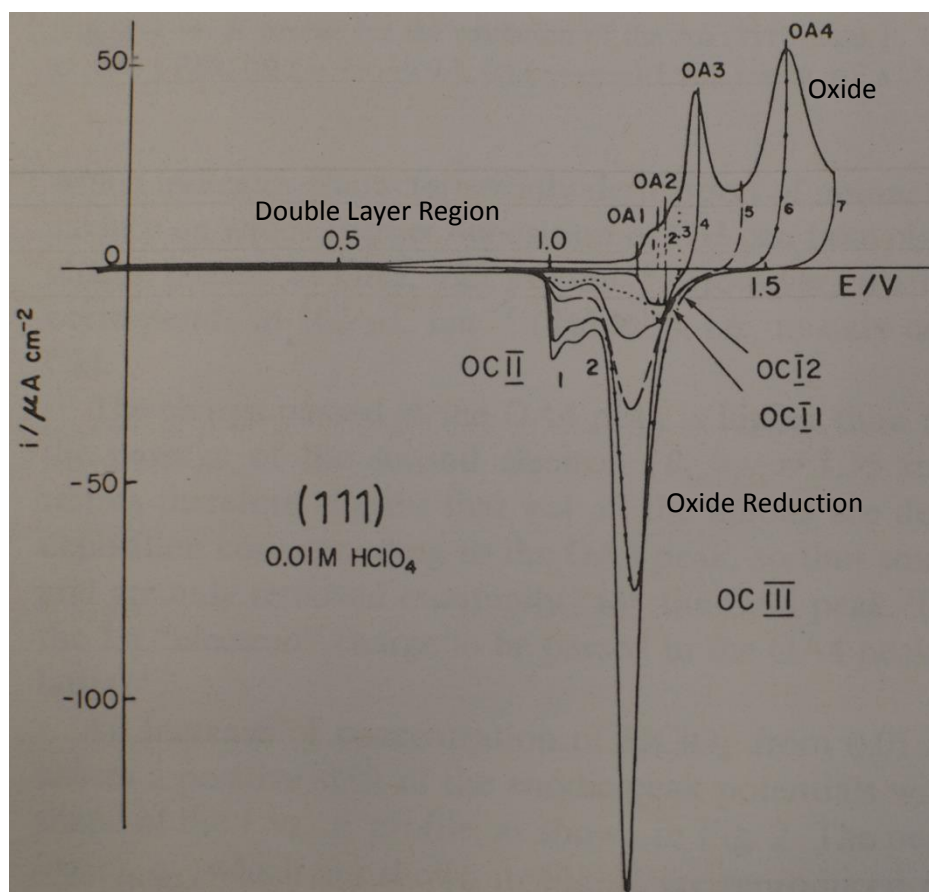 OA4
50
OA3
Oxide
OA2
Double Layer Region
OA1
1
2
3
4
5
6
7
0
0.5
1.0
1.5
E/V
i/μA cm-2
OC II
1
2
OC I2
OC I1
-50
(111)
0.01M HClO4
Oxide Reduction
OC III
-100